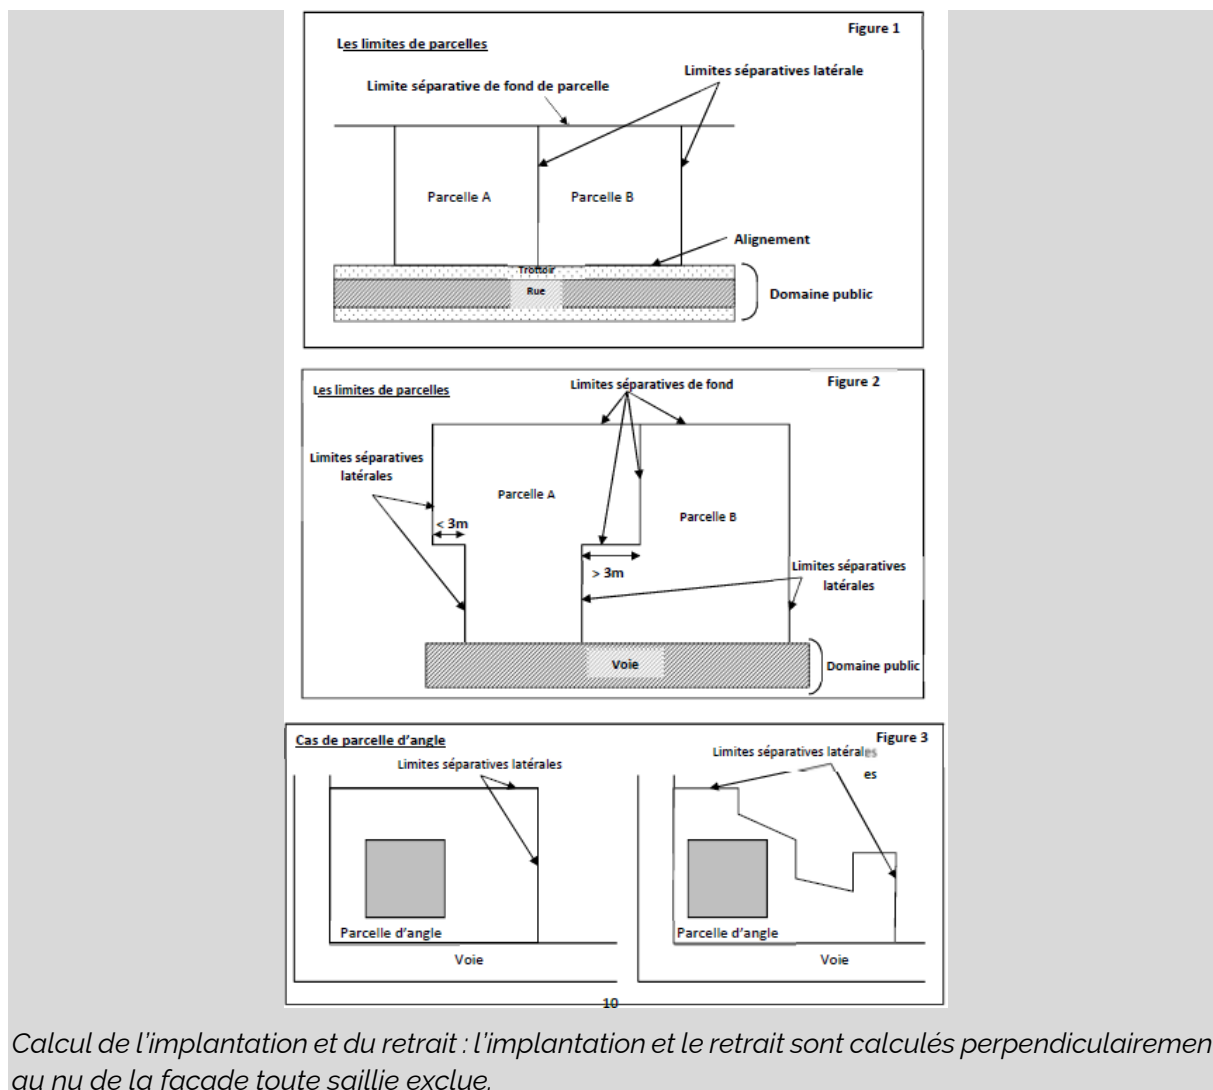 Figure 1
Les limites de parcelles
Limites séparatives latérale
Limite séparative de fond de parcelle
Parcelle A
Parcelle B
Alignement
Trottoir
Rue
Domaine public
Figure 2
Les limites de parcelles
Limites séparatives de fond
Limites séparatives
latérales
Parcelle A
Parcelle B
< 3m
> 3m
Limites séparatives
latérales
Voie
Domaine public
Figure 3
Cas de parcelle d'angle
Limites séparatives latérales
Limites séparatives latérales
es
Parcelle d'angle
Voie
Parcelle d'angle
Voie
10
Calcul de l'implantation et du retrait : l'implantation et le retrait sont calculés perpendiculairemen
au nu de la façade toute saillie exclue.